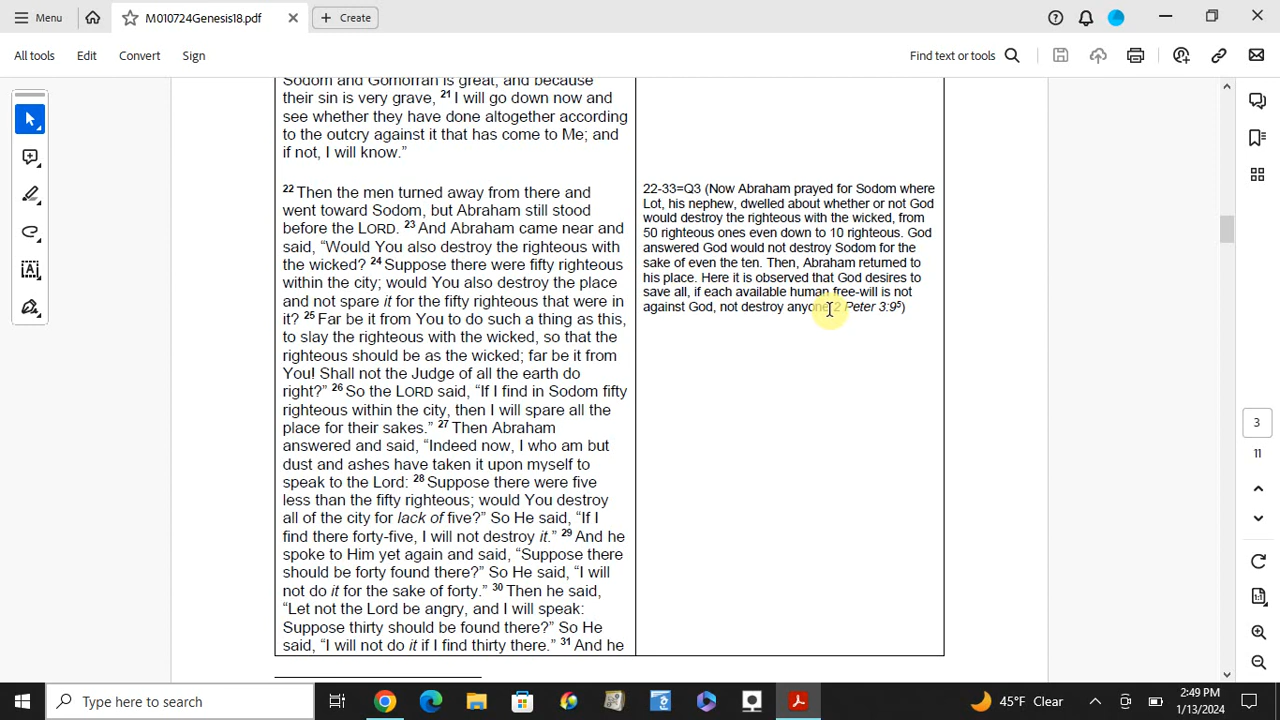 Menu
M010724Genesis18.pdf
Create
All tools
Edit
Convert
Sign
Find text or tools
Sodom and Gomorrah is great, and because
their sin is very grave, 21 I will go down now and
see whether they have done altogether according
to the outcry against it that has come to Me; and
if not, I will know.”
22 Then the men turned away from there and
went toward Sodom, but Abraham still stood
before the LORD. 23 And Abraham came near and
said, “Would You also destroy the righteous with
the wicked? 24 Suppose there were fifty righteous
within the city; would You also destroy the place
and not spare it for the fifty righteous that were in
it? 25 Far be it from You to do such a thing as this,
to slay the righteous with the wicked, so that the
righteous should be as the wicked; far be it from
You! Shall not the Judge of all the earth do
right?” 26 So the LORD said, “If I find in Sodom fifty
righteous within the city, then I will spare all the
place for their sakes.” 27 Then Abraham
answered and said, “Indeed now, I who am but
dust and ashes have taken it upon myself to
speak to the Lord: 28 Suppose there were five
less than the fifty righteous; would You destroy
all of the city for lack of five?” So He said, “If I
find there forty-five, I will not destroy it.” 29 And he
spoke to Him yet again and said, “Suppose there
should be forty found there?” So He said, “I will
not do it for the sake of forty.” 30 Then he said,
“Let not the Lord be angry, and I will speak:
Suppose thirty should be found there?” So He
said, “I will not do it if I find thirty there.” 31 And he
22-33=Q3 (Now Abraham prayed for Sodom where
Lot, his nephew, dwelled about whether or not God
would destroy the righteous with the wicked, from
50 righteous ones even down to 10 righteous. God
answered God would not destroy Sodom for the
sake of even the ten. Then, Abraham returned to
his place. Here it is observed that God desires to
save all, if each available human free-will is not
against God, not destroy anyone 2 Peter 3:9 5)
3
11
1:1
Type here to search
45°F Clear
2:49 PM
1/13/2024